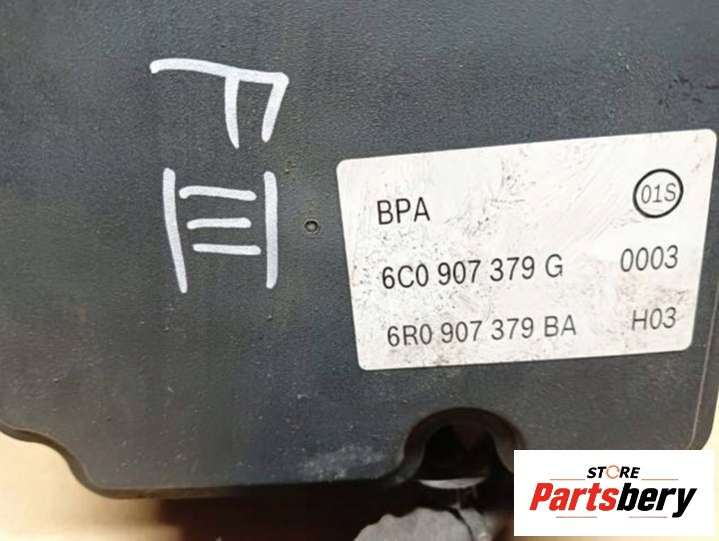 BPA 01S
6C0 907 379 G 0003
6R0 907 379 BA H03
STORE
Partsbery